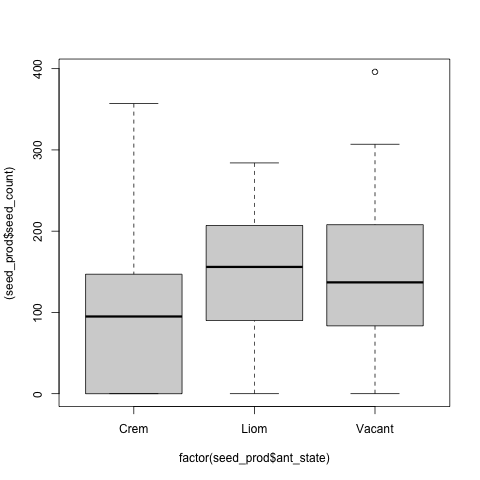 400
300
200
100
0
(seed_prod$seed_count)
Crem Liom Vacant
factor(seed_prod$ant_state)